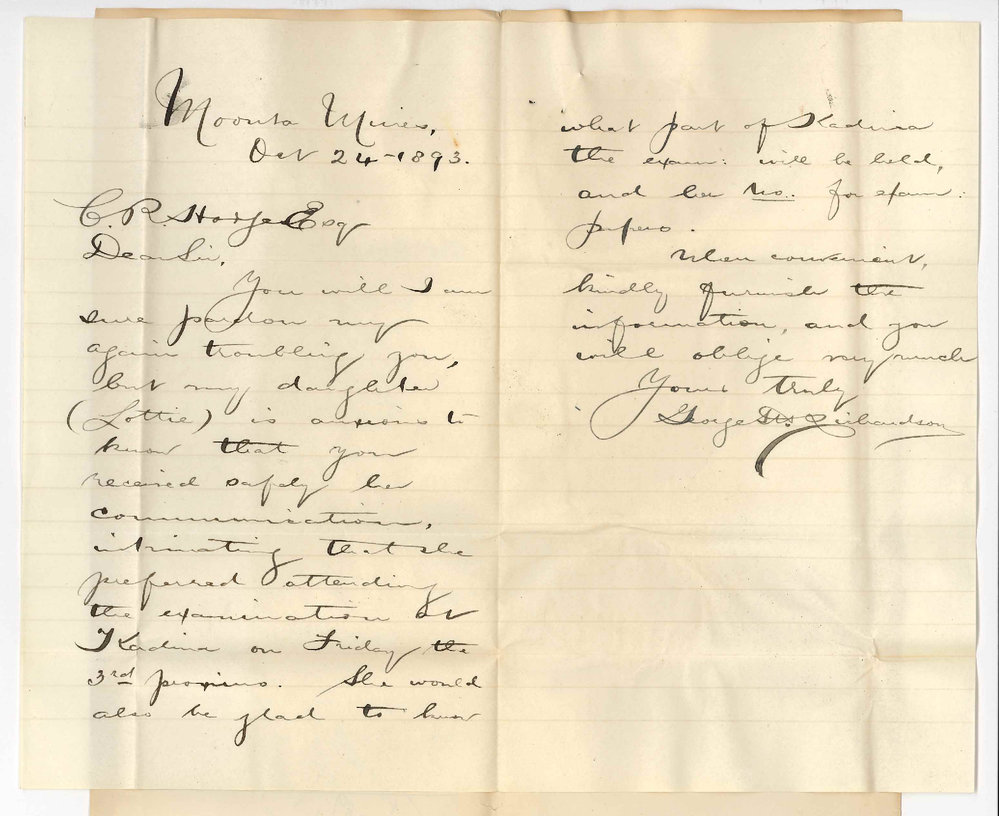 Moonta Mines,
Oct 24-1893.
C. R. Hodge Esq
Dear Sir,
You will I am
sure pardon my
again troubling you,
but my daughter
(Lottie) is anxious to
know that you
received safely her
communication,
intimating that she
preferred attending
the examination at
Kadina on Friday the
3rd proximo. She would
also be glad to know
what part of Kadina
the exam: will be held,
and her No. for exam:
papers.
When convenient,
kindly furnish the
information, and you
will oblige very much
Yours truly
George Richardson